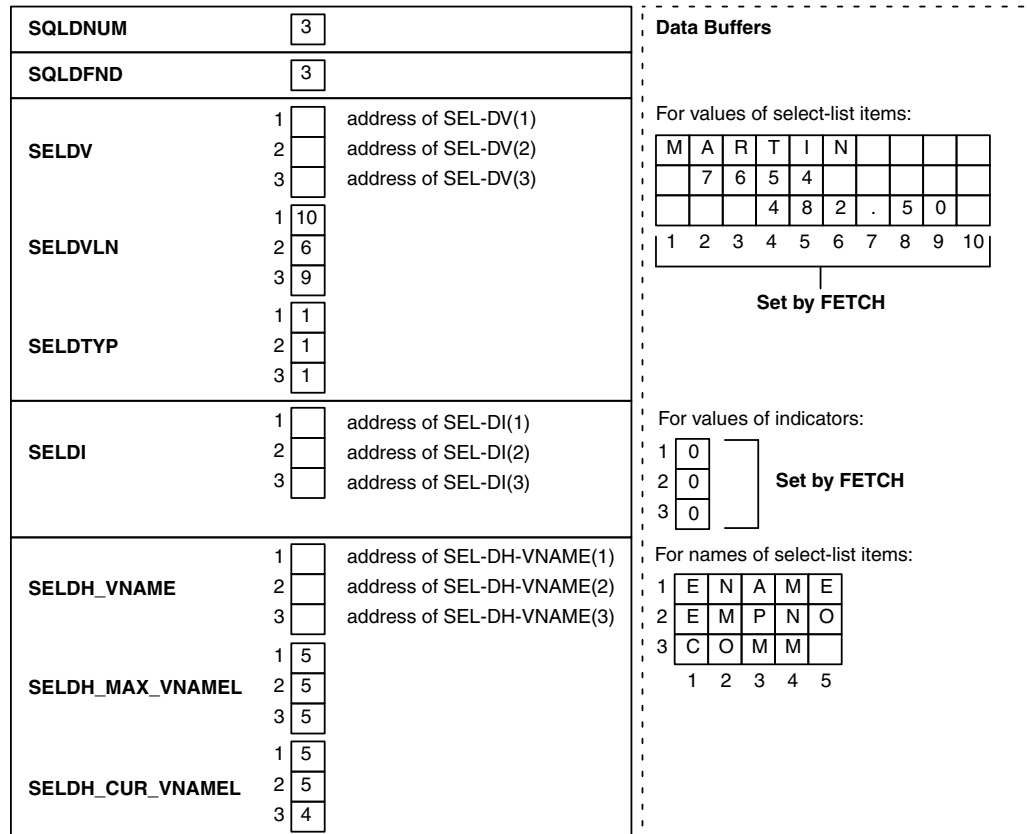 SQLDNUM 3
SQLDFND 3
SELDV
1 address of SEL-DV(1)
2 address of SEL-DV(2)
3 address of SEL-DV(3)
SELDVLN
1 10
2 6
3 9
SELDTYP
1 1
2 1
3 1
SELDI
1 address of SEL-DI(1)
2 address of SEL-DI(2)
3 address of SEL-DI(3)
SELDH_VNAME
1 address of SEL-DH-VNAME(1)
2 address of SEL-DH-VNAME(2)
3 address of SEL-DH-VNAME(3)
SELDH_MAX_VNAMEL
1 5
2 5
3 5
SELDH_CUR_VNAMEL
1 5
2 5
3 4
Data Buffers
For values of select-list items:
M A R T I N
7 6 5 4
4 8 2 . 5 0
1 2 3 4 5 6 7 8 9 10
Set by FETCH
For values of indicators:
1 0
2 0
3 0
Set by FETCH
For names of select-list items:
1 E N A M E
2 E M P N O
3 C O M M
1 2 3 4 5